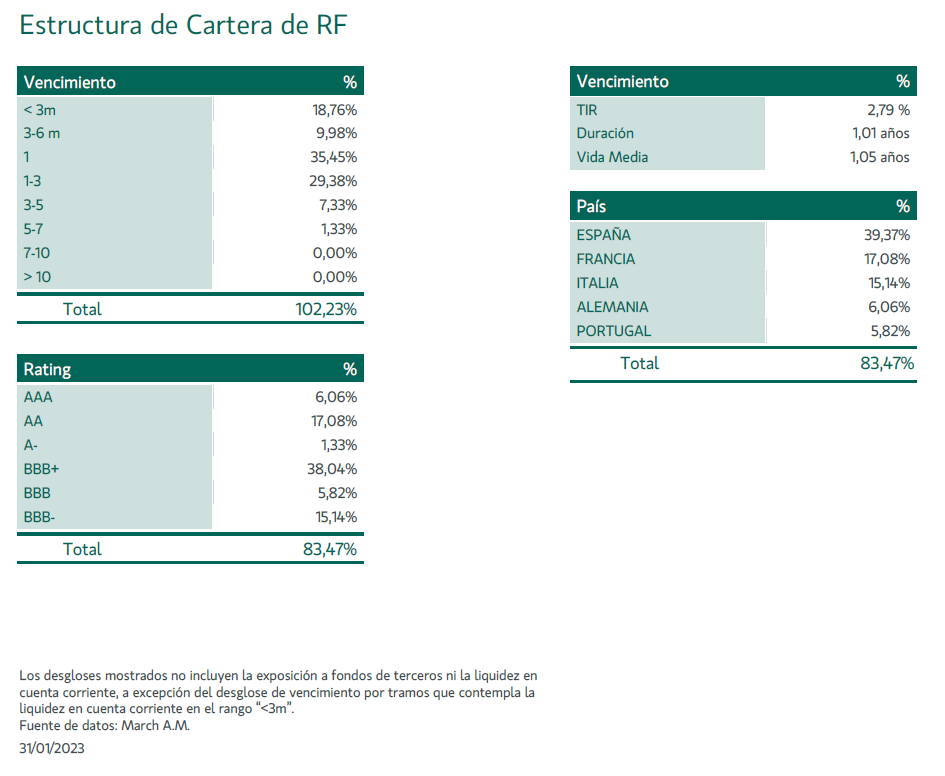 Estructura de Cartera de RF
Vencimiento %
< 3m 18,76%
3-6 m 9,98%
1 35,45%
1-3 29,38%
3-5 7,33%
5-7 1,33%
7-10 0,00%
> 10 0,00%
Total 102,23%
Rating %
AAA 6,06%
AA 17,08%
A- 1,33%
BBB+ 38,04%
BBB 5,82%
BBB- 15,14%
Total 83,47%
Vencimiento %
TIR 2,79 %
Duración 1,01 años
Vida Media 1,05 años
País %
ESPAÑA 39,37%
FRANCIA 17,08%
ITALIA 15,14%
ALEMANIA 6,06%
PORTUGAL 5,82%
Total 83,47%
Los desgloses mostrados no incluyen la exposición a fondos de terceros ni la liquidez en
cuenta corriente, a excepción del desglose de vencimiento por tramos que contempla la
liquidez en cuenta corriente en el rango “<3m”.
Fuente de datos: March A.M.
31/01/2023